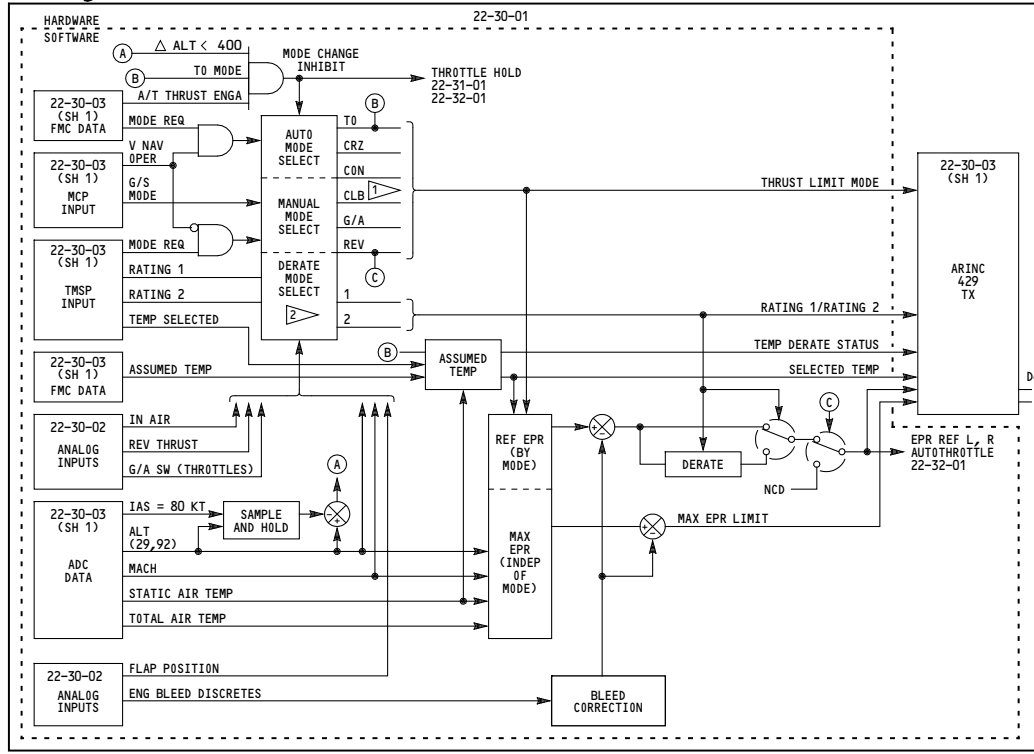 22-30-01
HARDWARE
SOFTWARE
A
△ ALT < 400
B
TO MODE
A/T THRUST ENGA
MODE CHANGE
INHIBIT
THROTTLE HOLD
22-31-01
22-32-01
22-30-03
(SH 1)
FMC DATA
MODE REQ
V NAV
OPER
22-30-03
(SH 1)
MCP
INPUT
G/S
MODE
22-30-03
(SH 1)
TMSP
INPUT
MODE REQ
RATING 1
RATING 2
TEMP SELECTED
AUTO
MODE
SELECT
MANUAL
MODE
SELECT
DERATE
MODE
SELECT
2
B
TO
CRZ
CON
1
CLB
G/A
REV
C
1
2
THRUST LIMIT MODE
RATING 1/RATING 2
22-30-03
(SH 1)
ARINC
429
TX
22-30-03
(SH 1)
FMC DATA
ASSUMED TEMP
B
ASSUMED
TEMP
TEMP DERATE STATUS
SELECTED TEMP
D
22-30-02
ANALOG
INPUTS
IN AIR
REV THRUST
G/A SW (THROTTLES)
A
REF EPR
(BY
MODE)
DERATE
C
NCD
EPR REF L, R
AUTOTHROTTLE
22-32-01
22-30-03
(SH 1)
ADC
DATA
IAS = 80 KT
ALT
(29,92)
MACH
STATIC AIR TEMP
TOTAL AIR TEMP
SAMPLE
AND HOLD
MAX
EPR
(INDEP
OF
MODE)
MAX EPR LIMIT
22-30-02
ANALOG
INPUTS
FLAP POSITION
ENG BLEED DISCRETES
BLEED
CORRECTION